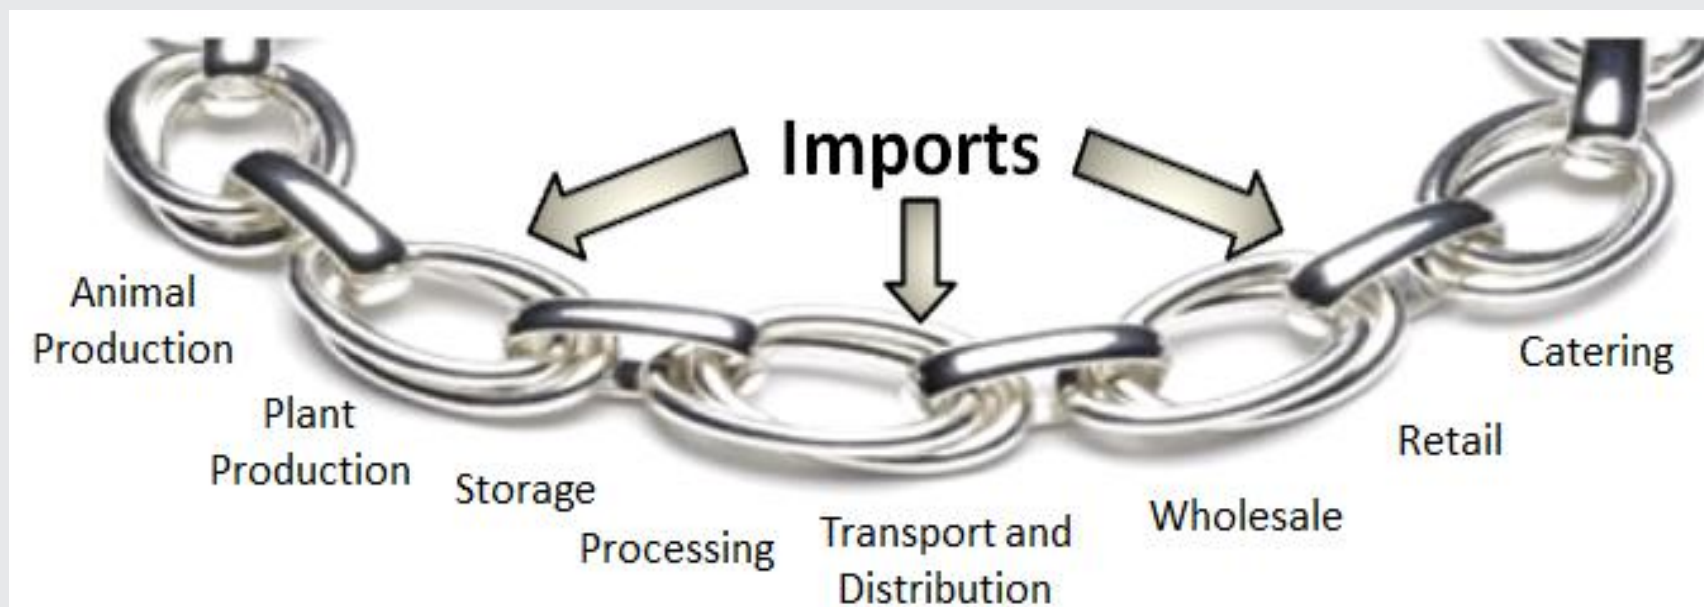 Imports
Animal
Production
Plant
Production
Storage
Processing
Transport and
Distribution
Wholesale
Retail
Catering